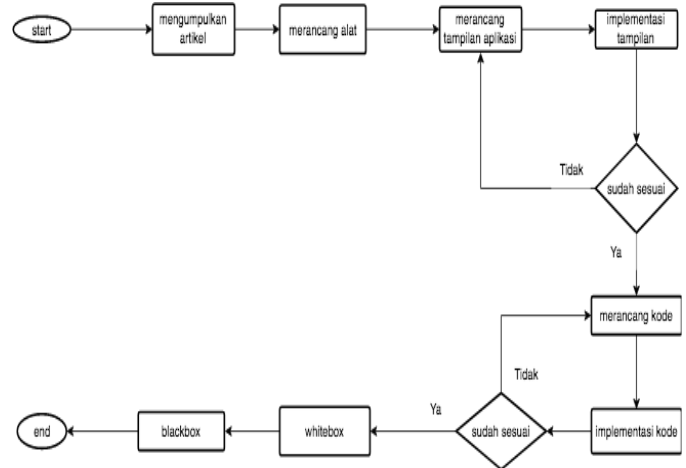 start
mengumpulkan
artikel
merancang alat
merancang
tampilan aplikasi
implementasi
tampilan
Tidak
sudah sesuai
Ya
merancang kode
Tidak
implementasi kode
sudah sesuai
Ya
whitebox
blackbox
end